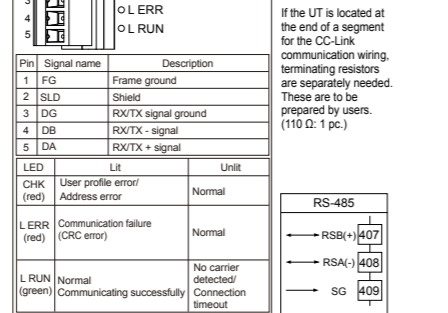 3
4
5
L ERR
L RUN
If the UT is located at
the end of a segment
for the CC-Link
communication wiring,
terminating resistors
are separately needed.
These are to be
prepared by users.
(110 Ω: 1 pc.)
Pin Signal name Description
1 FG Frame ground
2 SLD Shield
3 DG RX/TX signal ground
4 DB RX/TX - signal
5 DA RX/TX + signal
LED Lit Unlit
CHK
(red)
User profile error/
Address error
Normal
L ERR
(red)
Communication failure
(CRC error)
Normal
L RUN
(green)
Normal
Communicating successfully
No carrier
detected/
Connection
timeout
RS-485
RSB(+) 407
RSA(-) 408
SG 409